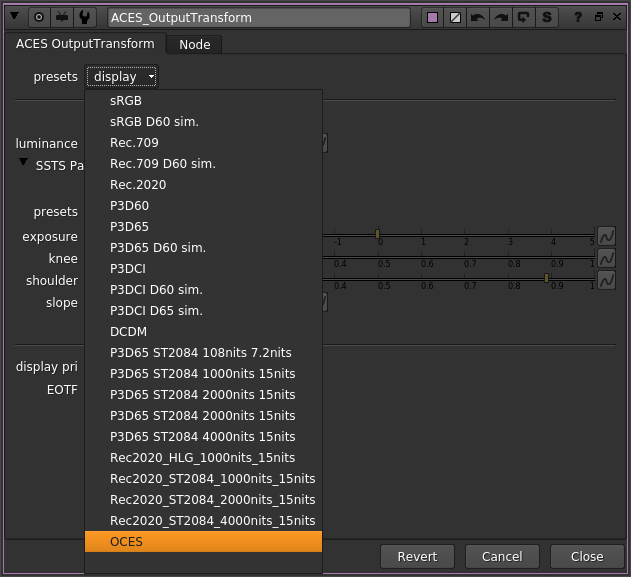 ACES_OutputTransform
S
?
ACES OutputTransform
Node
presets
display
sRGB
sRGB D60 sim.
Rec.709
Rec.709 D60 sim.
Rec.2020
P3D60
P3D65
P3D65 D60 sim.
P3DCI
P3DCI D60 sim.
P3DCI D65 sim.
DCDM
P3D65 ST2084 108nits 7.2nits
P3D65 ST2084 1000nits 15nits
P3D65 ST2084 2000nits 15nits
P3D65 ST2084 2000nits 15nits
P3D65 ST2084 4000nits 15nits
Rec2020_HLG_1000nits_15nits
Rec2020_ST2084_1000nits_15nits
Rec2020_ST2084_2000nits_15nits
Rec2020_ST2084_4000nits_15nits
OCES
luminance
SSTS Pa
presets
exposure
-1 0 1 2 3 4 5
knee
0.4 0.5 0.6 0.7 0.8 0.9 1
shoulder
0.4 0.5 0.6 0.7 0.8 0.9 1
slope
display pri
EOTF
Revert
Cancel
Close